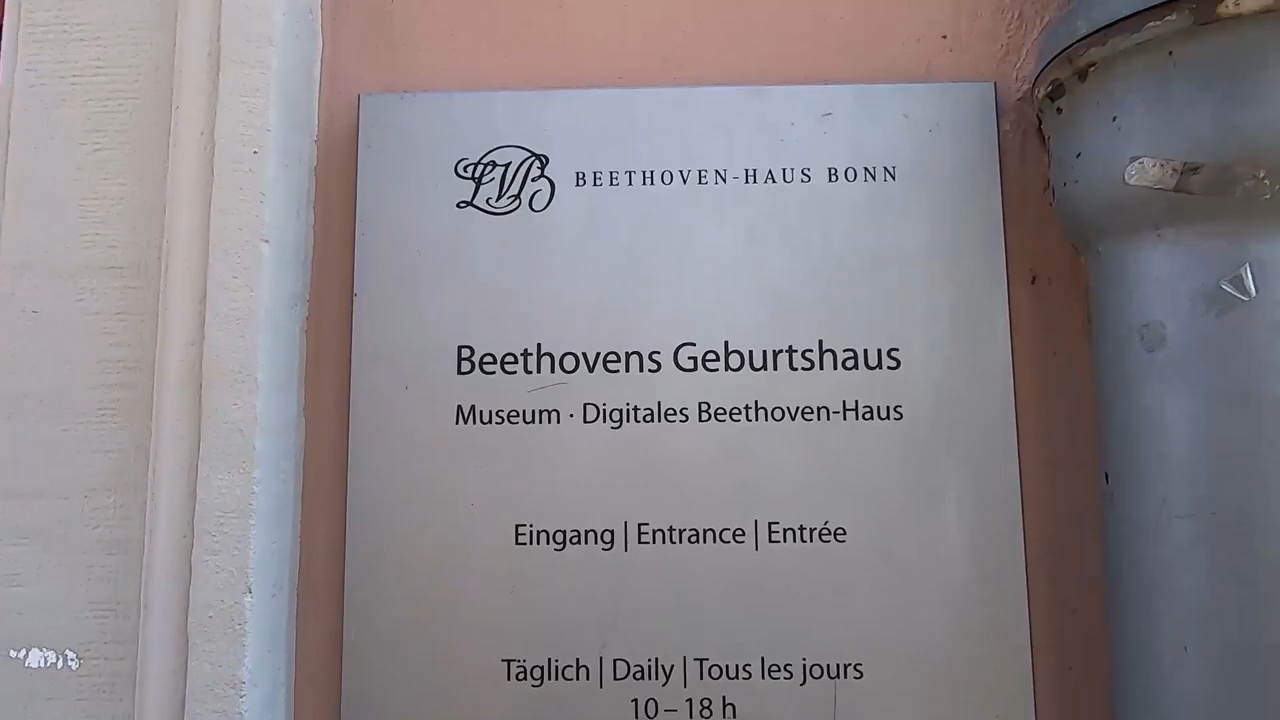 LVB BEETHOVEN-HAUS BONN
Beethovens Geburtshaus
Museum · Digitales Beethoven-Haus
Eingang | Entrance | Entrée
Täglich | Daily | Tous les jours
10 – 18 h